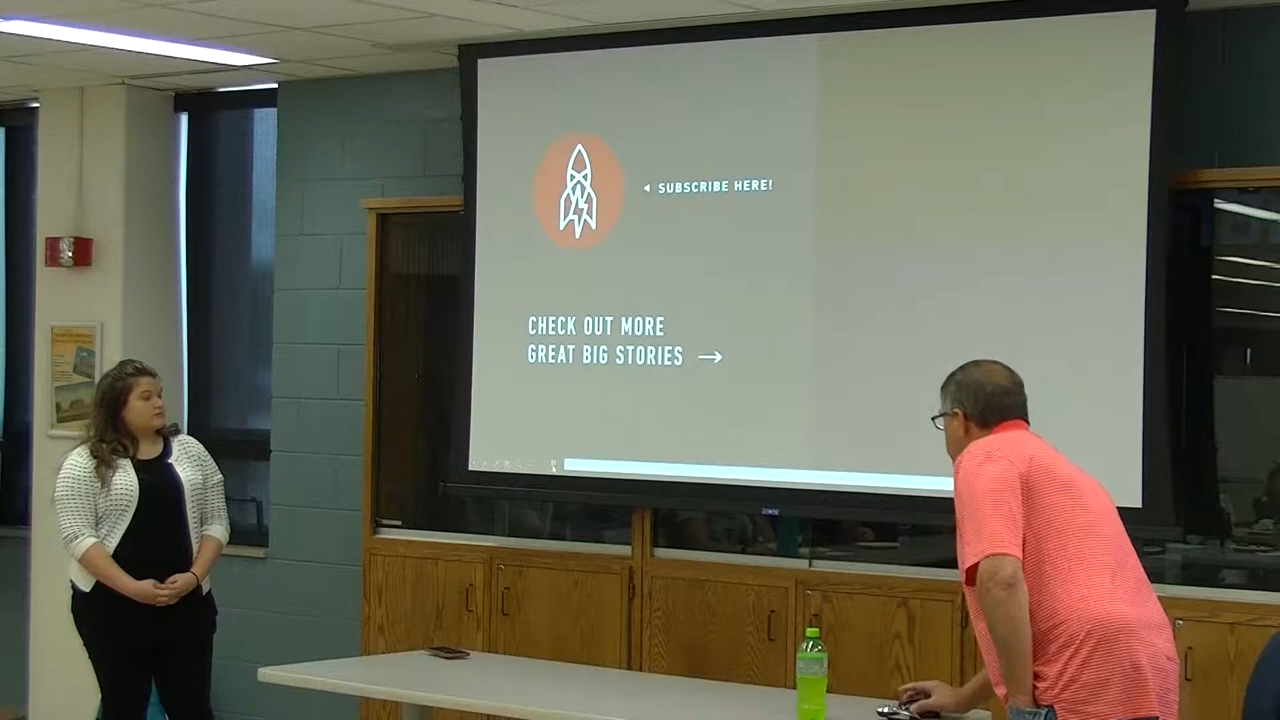 ◂ SUBSCRIBE HERE!
CHECK OUT MORE
GREAT BIG STORIES →